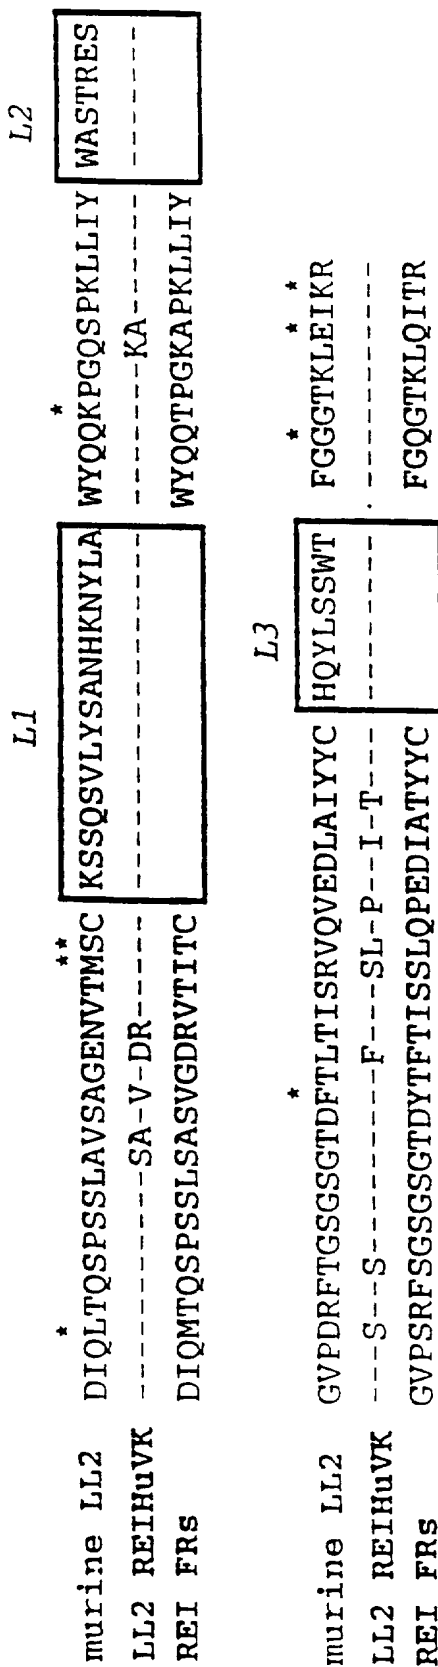 L1 L2
* ** * 
murine LL2 DIQLTQSPSSLAVSAGENVTMSC KSSQSVLYSANHKNYLA WYQQKPGQSPKLLIY WASTRES
LL2 REIHuVK -----------SA-V-DR----- ----------------- -------KA------ -------
REI FRs DIQMTQSPSSLSASVGDRVTITC WYQQTPGKAPKLLIY
L3
* * * *
murine LL2 GVPDRFTGSGSGTDFTLTISRVQVEDLAIYYC HQYLSSWT FGGGTKLEIKR
LL2 REIHuVK ---S--S---------F---SL-P--I-T--- -------- -----------
REI FRs GVPSRFSGSGSGTDYTFTISSLQPEDIATYYC FGQGTKLQITR